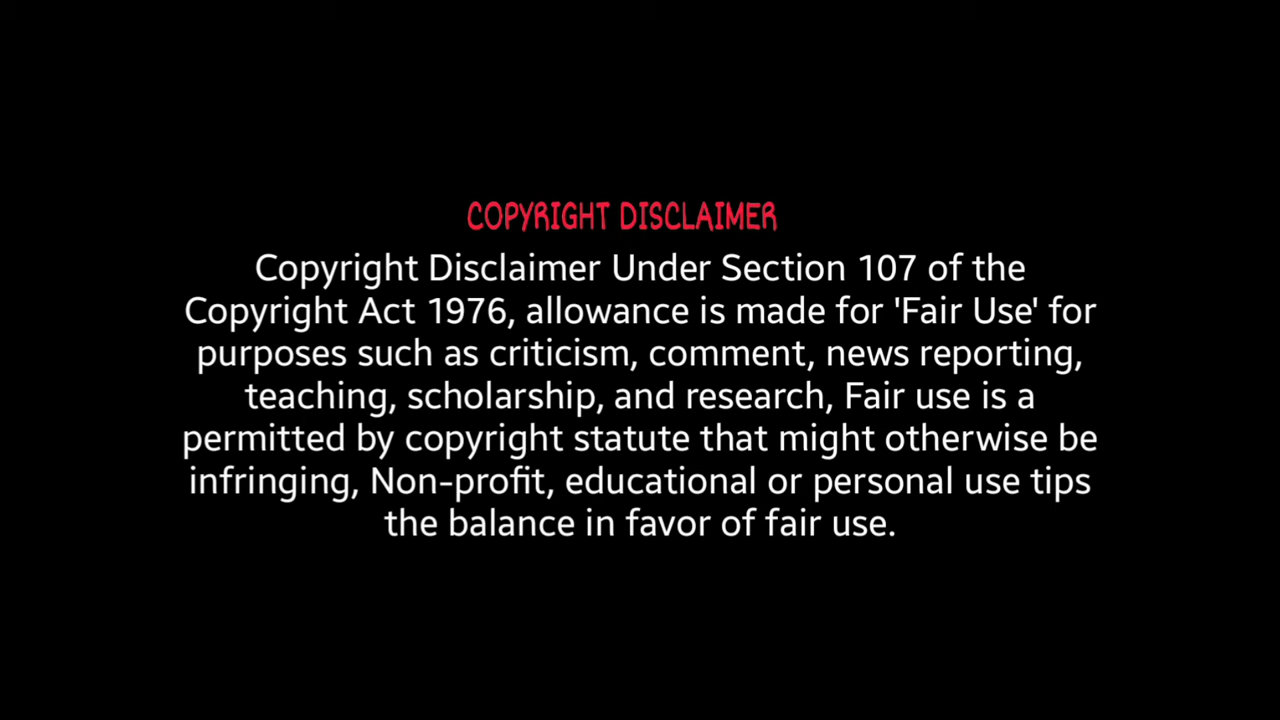 COPYRIGHT DISCLAIMER
Copyright Disclaimer Under Section 107 of the
Copyright Act 1976, allowance is made for 'Fair Use' for
purposes such as criticism, comment, news reporting,
teaching, scholarship, and research, Fair use is a
permitted by copyright statute that might otherwise be
infringing, Non-profit, educational or personal use tips
the balance in favor of fair use.